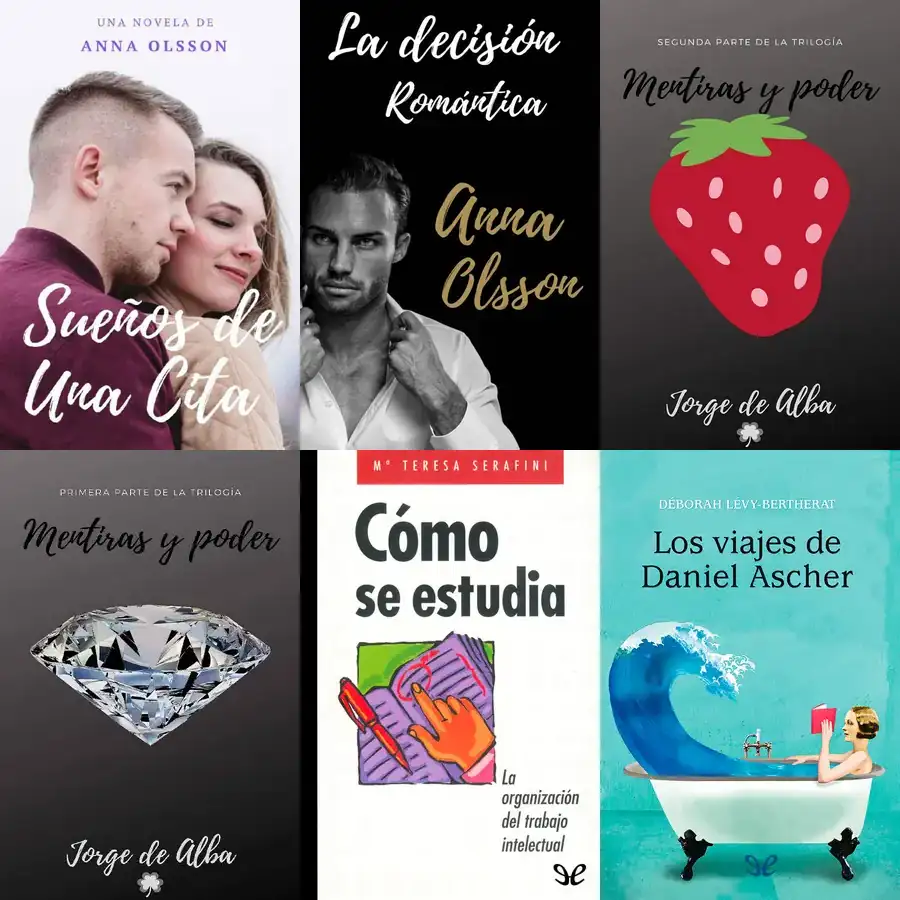 UNA NOVELA DE
ANNA OLSSON
Sueños de
Una Cita
La decisión
Romántica
Anna
Olsson
SEGUNDA PARTE DE LA TRILOGÍA
Mentiras y poder
Jorge de Alba
PRIMERA PARTE DE LA TRILOGÍA
Mentiras y poder
Jorge de Alba
Mª TERESA SERAFINI
Cómo
se estudia
La
organización
del trabajo
intelectual
DÉBORAH LÉVY-BERTHERAT
Los viajes de
Daniel Ascher